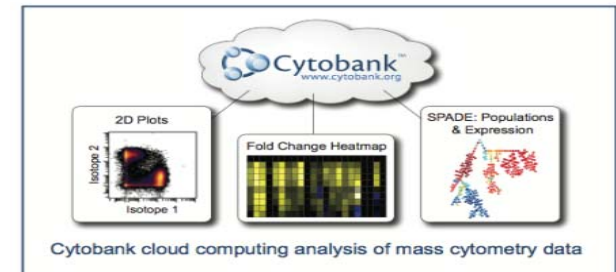 Cytobank™
www.cytobank.org
2D Plots
Isotope 2
Isotope 1
Fold Change Heatmap
SPADE: Populations
& Expression
Cytobank cloud computing analysis of mass cytometry data